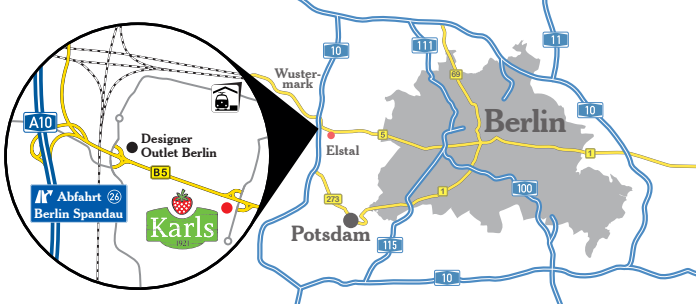 A10
Designer
Outlet Berlin
B5
Abfahrt 26
Berlin Spandau
Karls
1921
Wuster-
mark
10
111
11
69
10
Berlin
5
Elstal
1
100
273
1
Potsdam
115
10